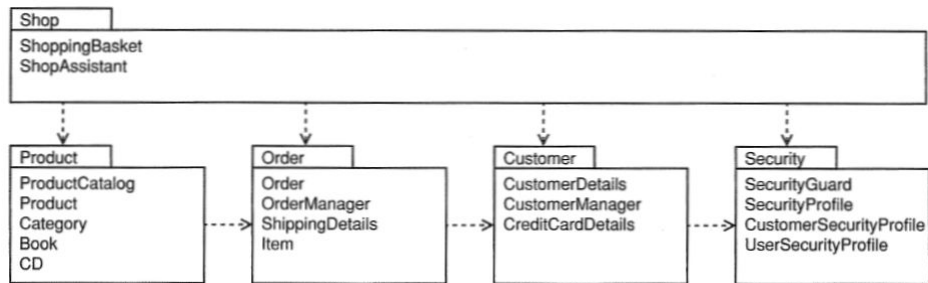 Shop
ShoppingBasket
ShopAssistant
Product
ProductCatalog
Product
Category
Book
CD
Order
Order
OrderManager
ShippingDetails
Item
Customer
CustomerDetails
CustomerManager
CreditCardDetails
Security
SecurityGuard
SecurityProfile
CustomerSecurityProfile
UserSecurityProfile